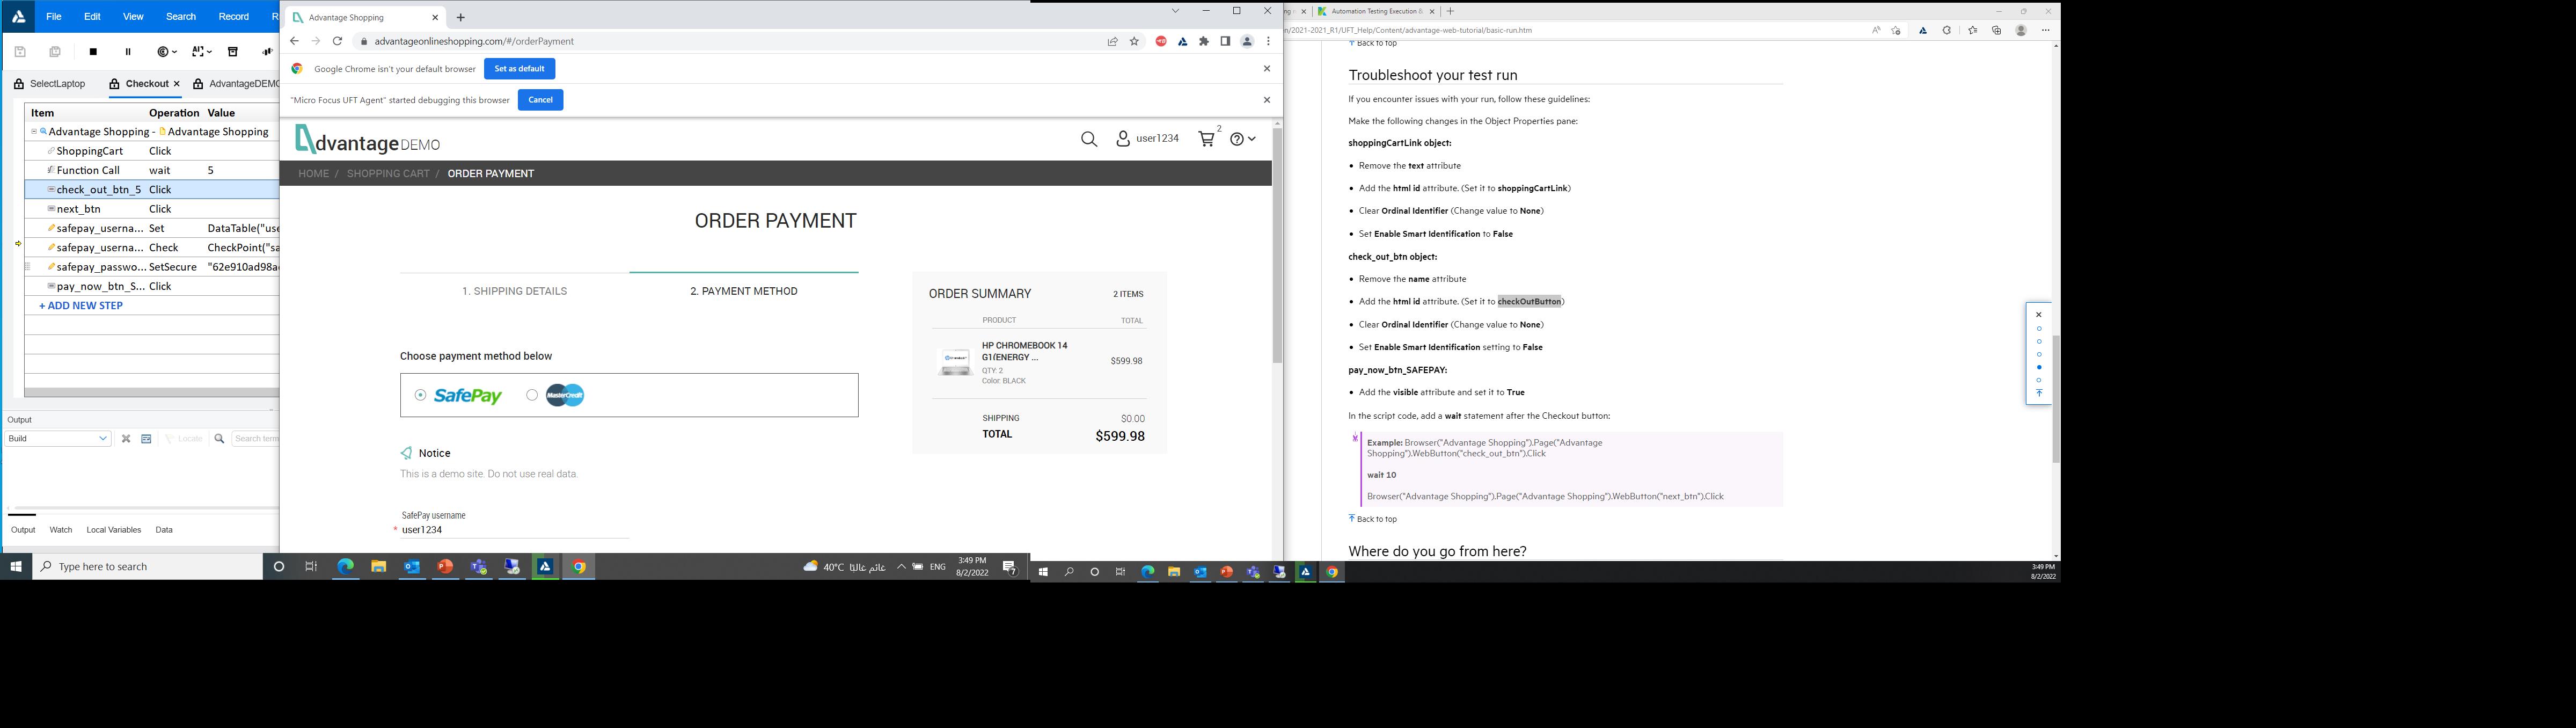 File Edit View Search Record R
SelectLaptop Checkout × AdvantageDEMO
Item Operation Value
Advantage Shopping - Advantage Shopping
ShoppingCart Click
Function Call wait 5
check_out_btn_5 Click
next_btn Click
safepay_userna... Set DataTable("use
safepay_userna... Check CheckPoint("sa
safepay_passwo... SetSecure "62e910ad98a
pay_now_btn_S... Click
+ ADD NEW STEP
Output
Build Locate Search term
Output Watch Local Variables Data
Type here to search
Advantage Shopping
advantageonlineshopping.com/#/orderPayment
Google Chrome isn't your default browser Set as default
"Micro Focus UFT Agent" started debugging this browser Cancel
dvantage DEMO
user1234 2
HOME / SHOPPING CART / ORDER PAYMENT
ORDER PAYMENT
1. SHIPPING DETAILS 2. PAYMENT METHOD
Choose payment method below
SafePay MasterCredit
Notice
This is a demo site. Do not use real data.
SafePay username
* user1234
ORDER SUMMARY 2 ITEMS
PRODUCT TOTAL
HP CHROMEBOOK 14
G1(ENERGY ... $599.98
QTY: 2
Color: BLACK
SHIPPING $0.00
TOTAL $599.98
40°C غائم غالبًا ENG 3:49 PM
8/2/2022 7
Automation Testing Execution &
n/2021-2021_R1/UFT_Help/Content/advantage-web-tutorial/basic-run.htm
Back to top
Troubleshoot your test run
If you encounter issues with your run, follow these guidelines:
Make the following changes in the Object Properties pane:
shoppingCartLink object:
• Remove the text attribute
• Add the html id attribute. (Set it to shoppingCartLink)
• Clear Ordinal Identifier (Change value to None)
• Set Enable Smart Identification to False
check_out_btn object:
• Remove the name attribute
• Add the html id attribute. (Set it to checkOutButton)
• Clear Ordinal Identifier (Change value to None)
• Set Enable Smart Identification setting to False
pay_now_btn_SAFEPAY:
• Add the visible attribute and set it to True
In the script code, add a wait statement after the Checkout button:
Example: Browser("Advantage Shopping").Page("Advantage
Shopping").WebButton("check_out_btn").Click
wait 10
Browser("Advantage Shopping").Page("Advantage Shopping").WebButton("next_btn").Click
Back to top
Where do you go from here?
3:49 PM
8/2/2022